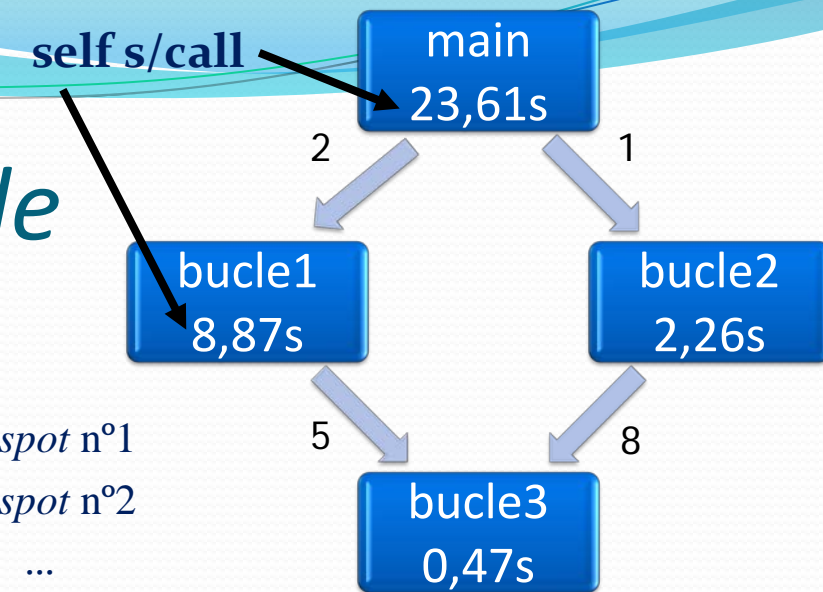 self s/call
main
23,61s
2
1
le
bucle1
8,87s
bucle2
2,26s
spot nº1
5
8
spot nº2
bucle3
0,47s
...